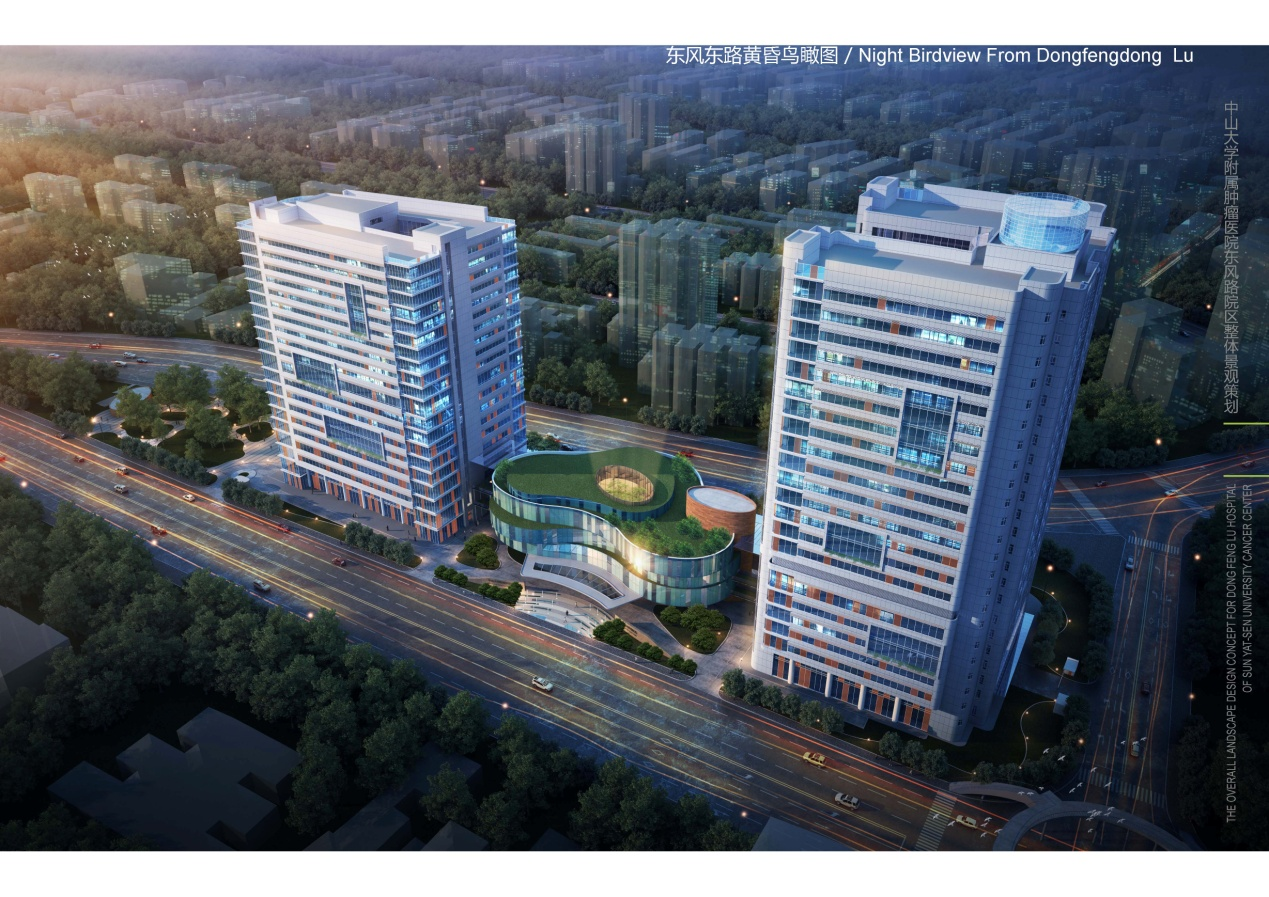 东风东路黄昏鸟瞰图 / Night Birdview From Dongfengdong Lu
中山大学附属肿瘤医院东风路院区整体景观策划
THE OVERALL LANDSCAPE DESIGN CONCEPT FOR DONG FENG LU HOSPITAL
OF SUN YAT-SEN UNIVERSITY CANCER CENTER